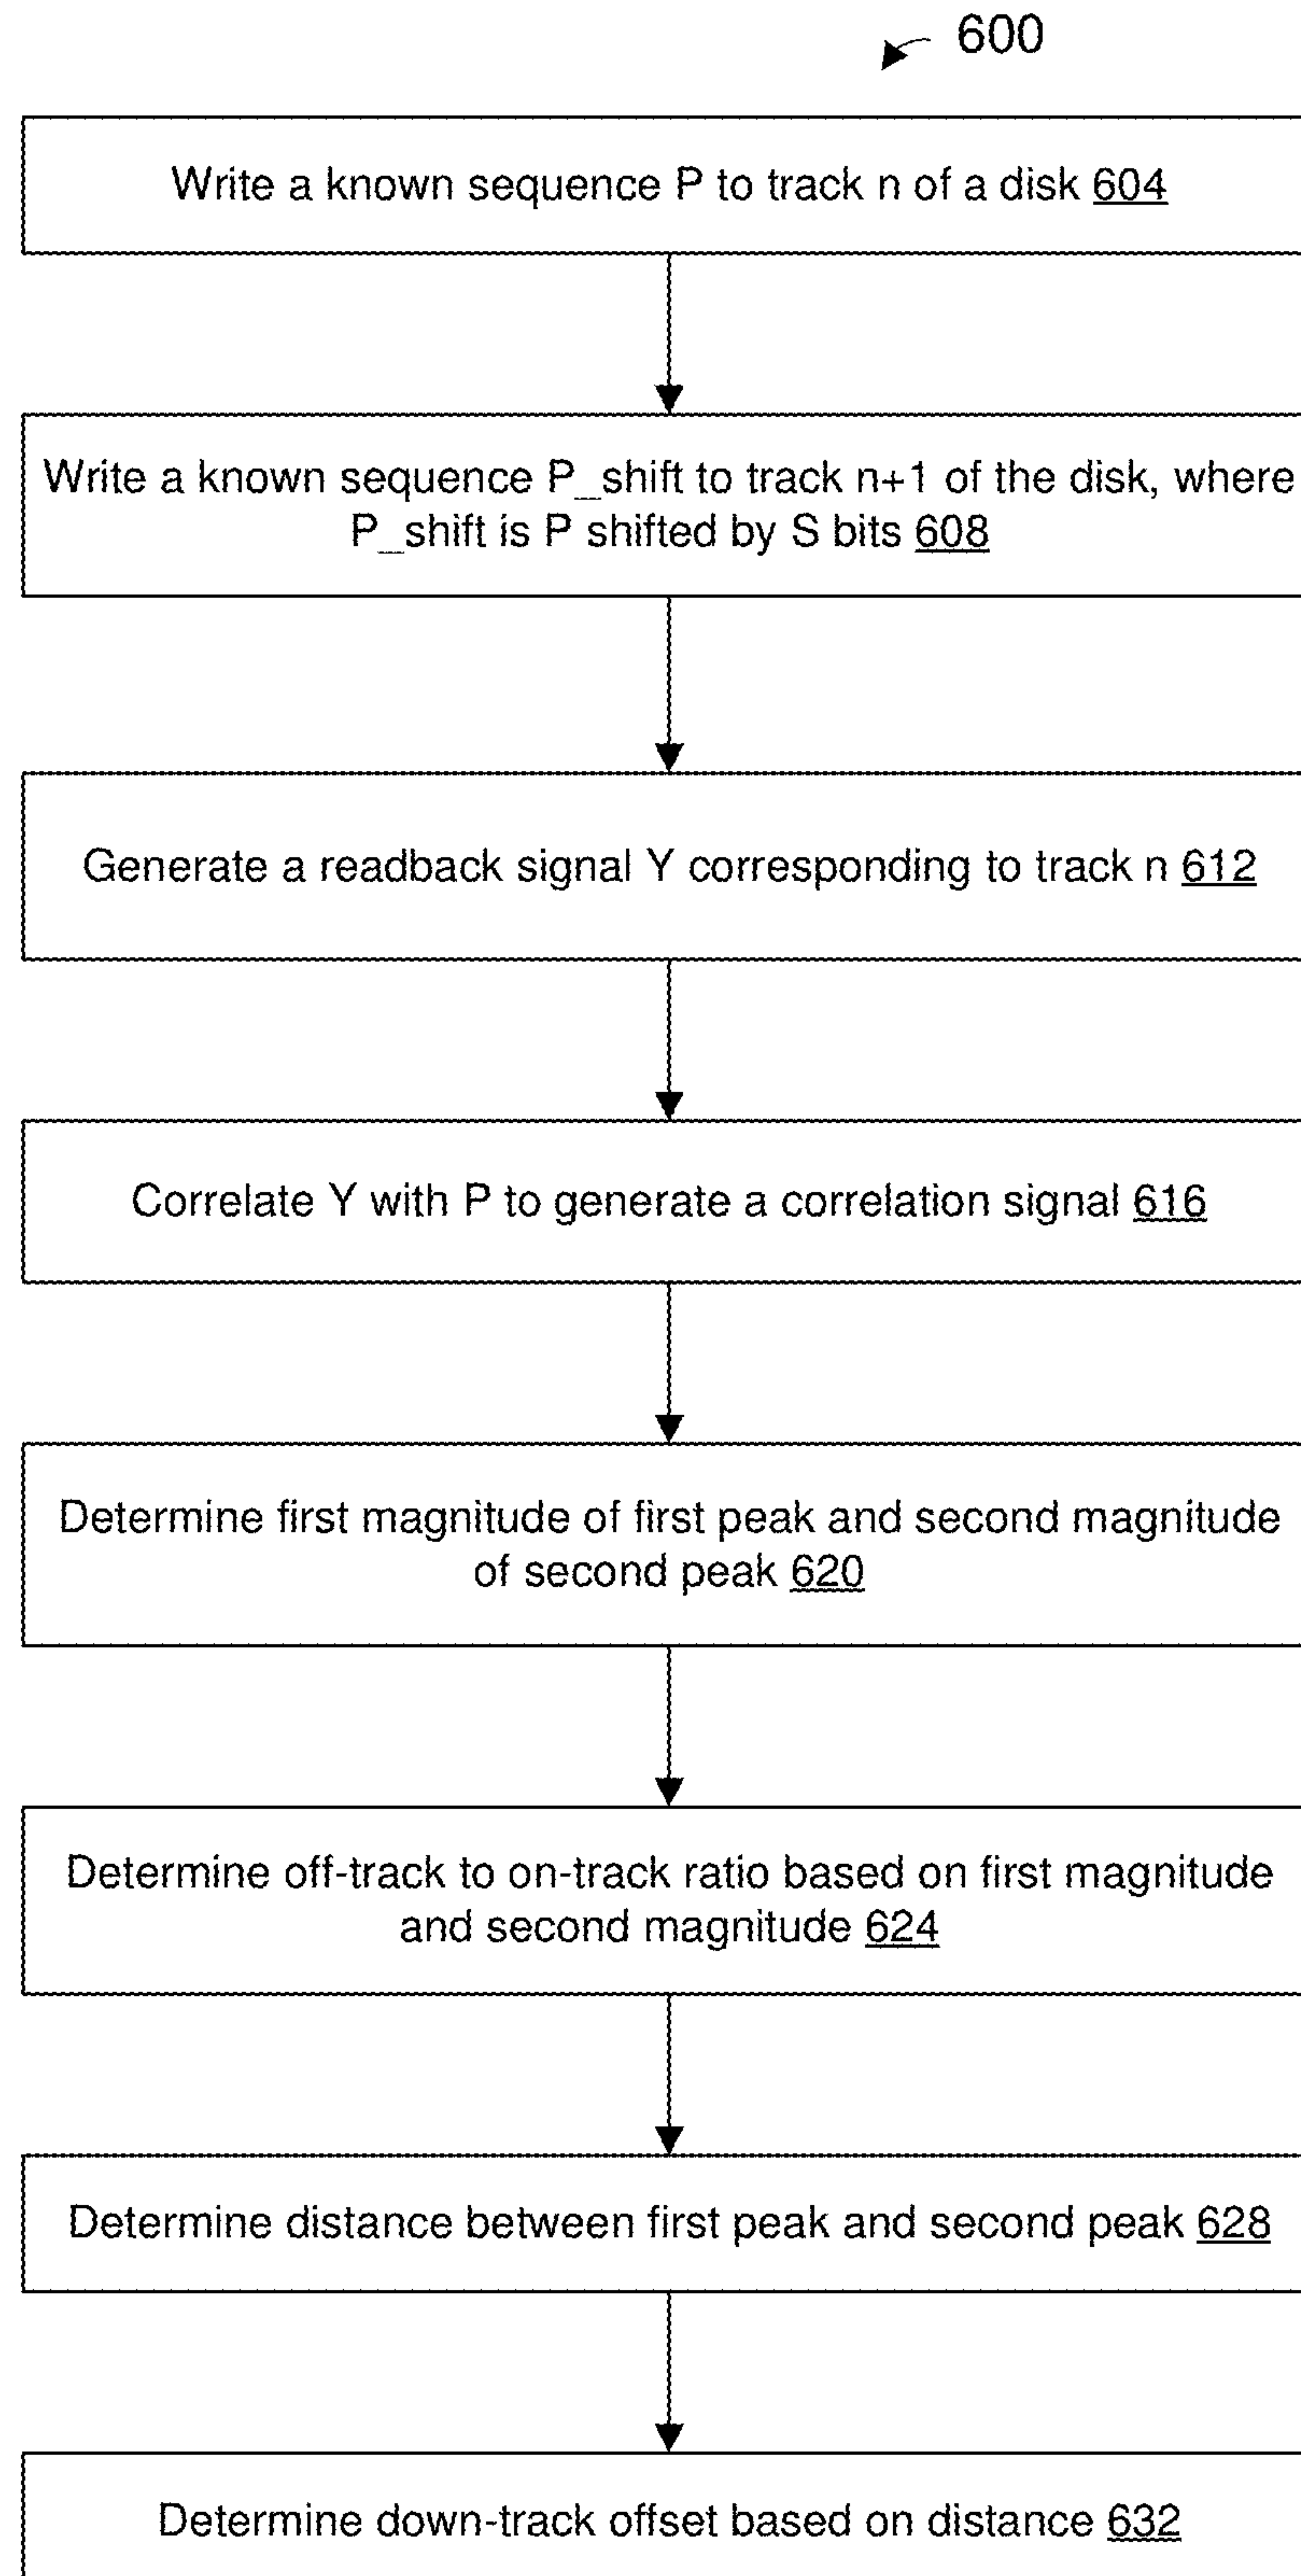 600
Write a known sequence P to track n of a disk 604
Write a known sequence P_shift to track n+1 of the disk, where
P_shift is P shifted by S bits 608
Generate a readback signal Y corresponding to track n 612
Correlate Y with P to generate a correlation signal 616
Determine first magnitude of first peak and second magnitude
of second peak 620
Determine off-track to on-track ratio based on first magnitude
and second magnitude 624
Determine distance between first peak and second peak 628
Determine down-track offset based on distance 632